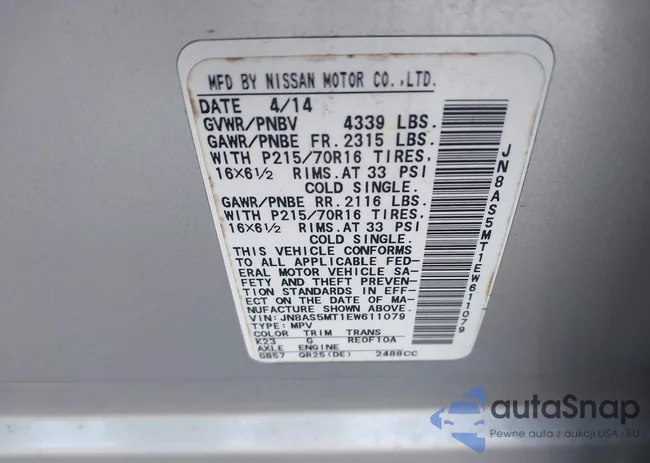 MFD BY NISSAN MOTOR CO.,LTD.
DATE 4/14
GVWR/PNBV 4339 LBS.
GAWR/PNBE FR. 2315 LBS.
WITH P215/70R16 TIRES,
16X6½ RIMS.AT 33 PSI
COLD SINGLE.
GAWR/PNBE RR. 2116 LBS.
WITH P215/70R16 TIRES,
16X6½ RIMS.AT 33 PSI
COLD SINGLE.
THIS VEHICLE CONFORMS
TO ALL APPLICABLE FED-
ERAL MOTOR VEHICLE SA-
FETY AND THEFT PREVEN-
TION STANDARDS IN EFF-
ECT ON THE DATE OF MA-
NUFACTURE SHOWN ABOVE.
VIN: JN8AS5MT1EW611079
TYPE: MPV
COLOR TRIM TRANS
K23 G RE0F10A
AXLE ENGINE
GB57 QR25(DE) 2488CC
JN8AS5MT1EW611079
autaSnap
Pewne auta z aukcji USA - EU